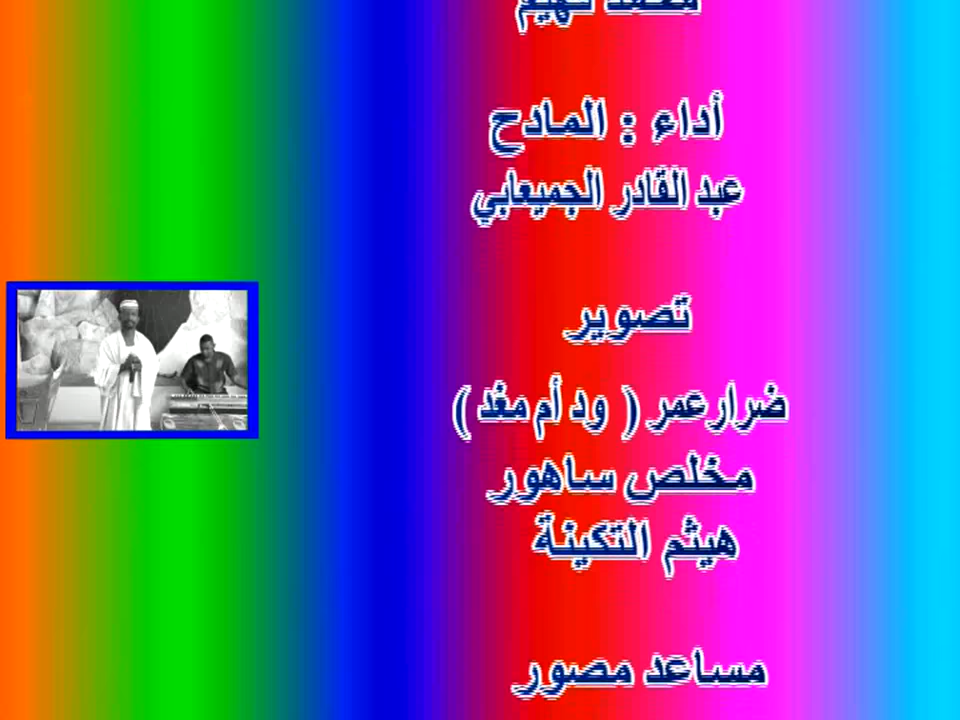 أداء : المادح
عبد القادر الجميعابي
تصوير
ضرار عمر ( ود أم مغد )
مخلص ساهور
هيثم التكينة
مساعد مصور